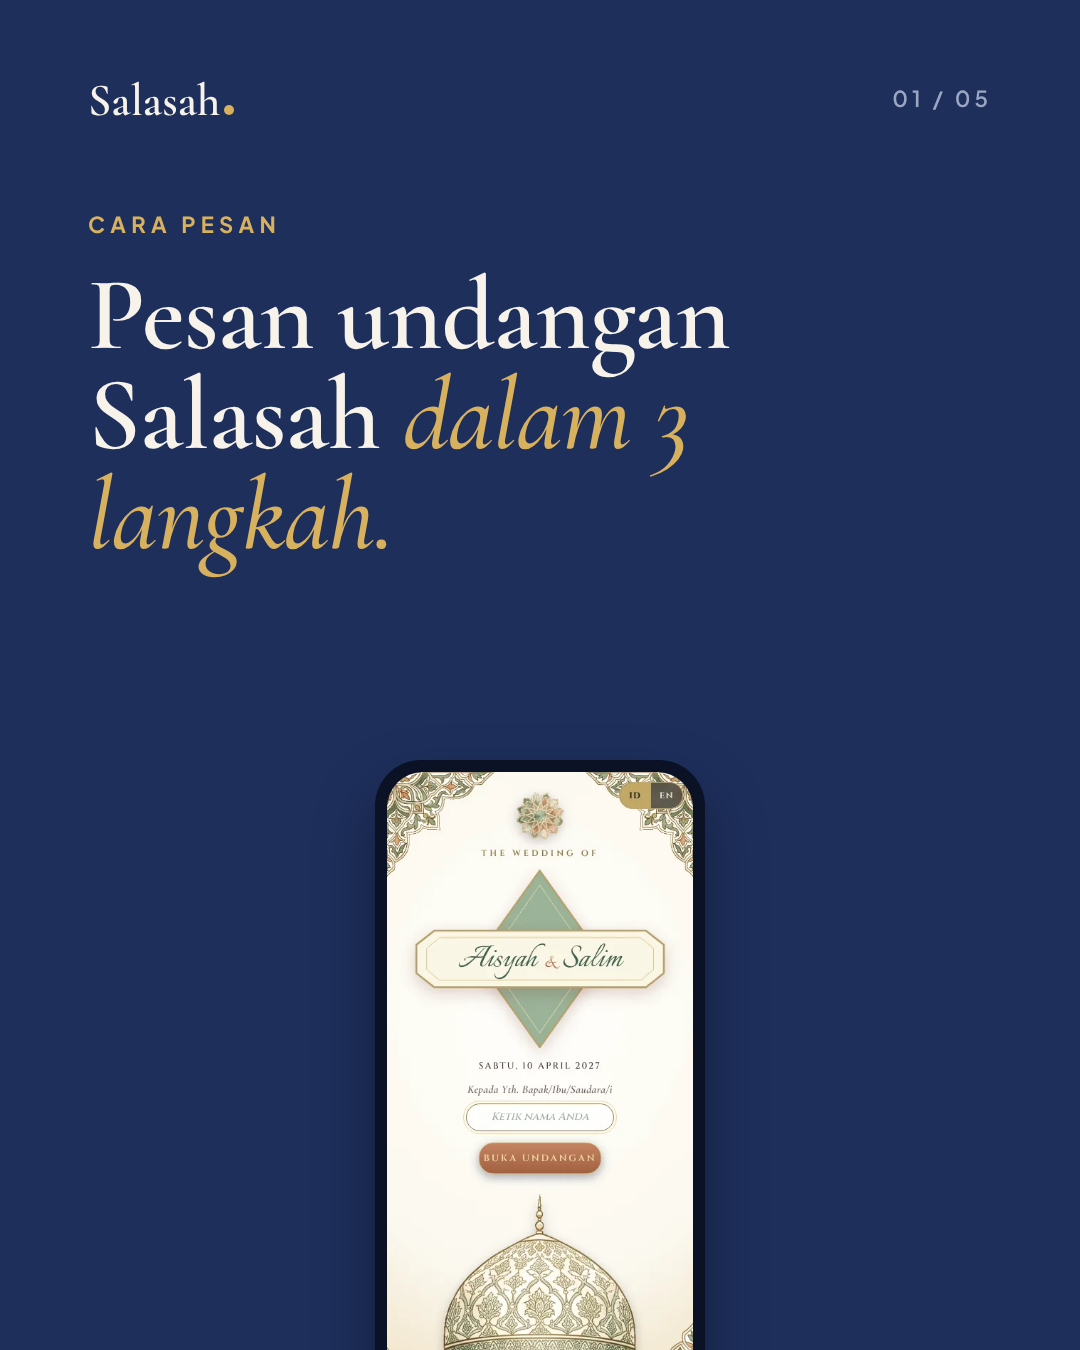 Salasah.
01 / 05
CARA PESAN
Pesan undangan
Salasah dalam 3
langkah.
ID EN
THE WEDDING OF
Aisyah & Salim
SABTU, 10 APRIL 2027
Kepada Yth. Bapak/Ibu/Saudara/i
KETIK NAMA ANDA
BUKA UNDANGAN